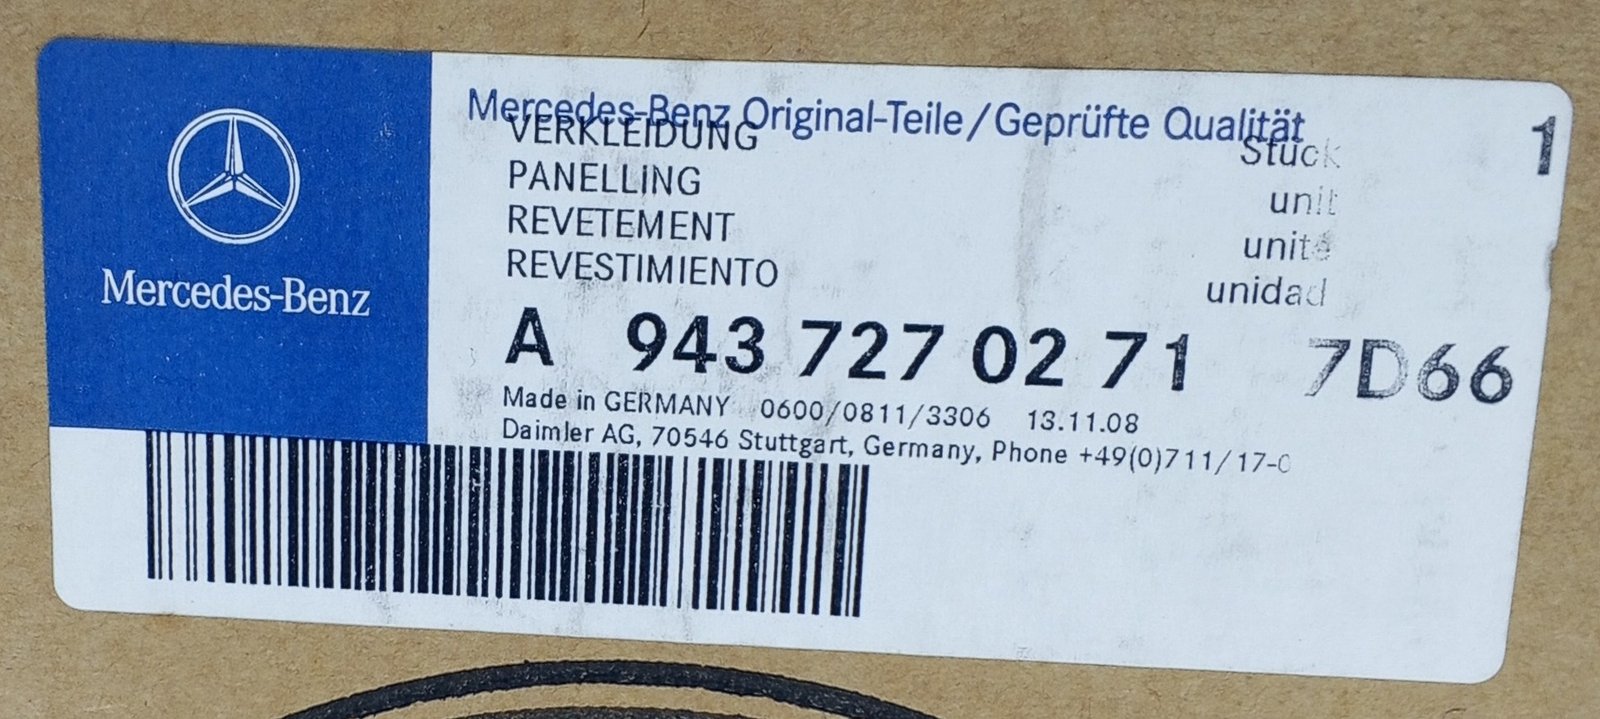 Mercedes-Benz
Mercedes-Benz Original-Teile/Geprüfte Qualität
VERKLEIDUNG Stück 1
PANELLING unit
REVETEMENT unité
REVESTIMIENTO unidad
A 943 727 02 71 7D66
Made in GERMANY 0600/0811/3306 13.11.08
Daimler AG, 70546 Stuttgart, Germany, Phone +49(0)711/17-0